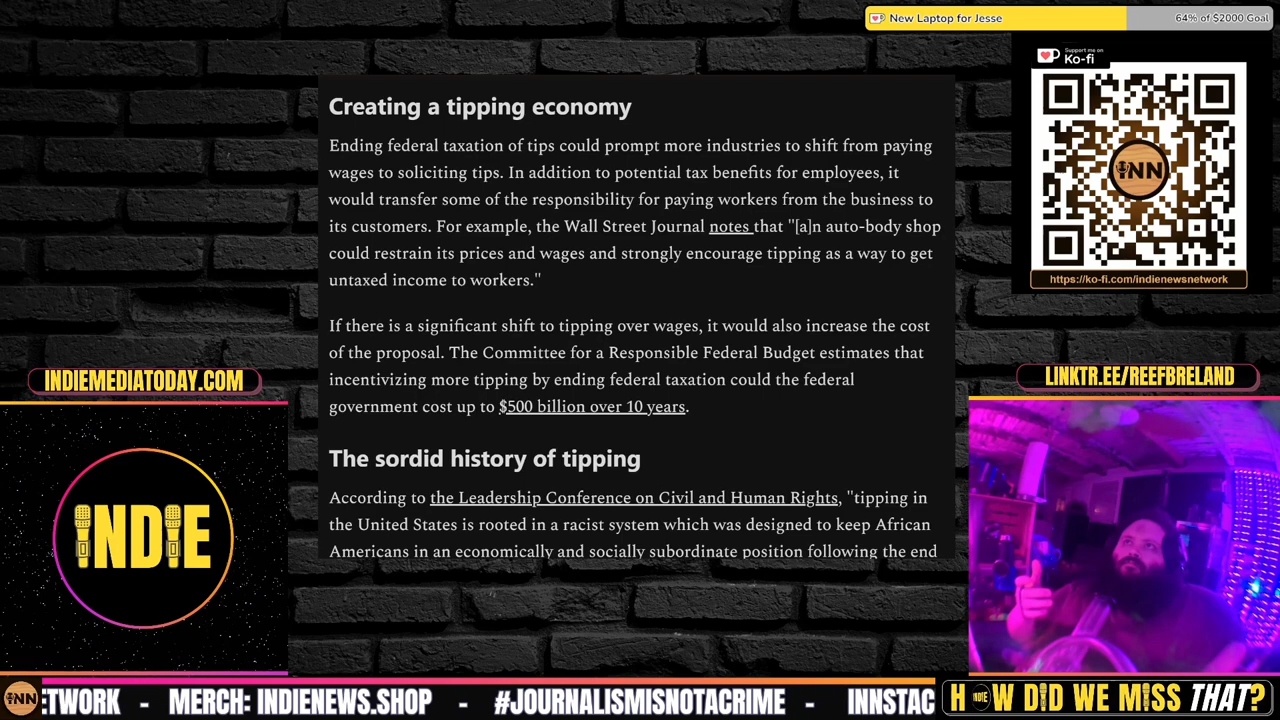 New Laptop for Jesse
64% of $2000 Goal
Support me on
Ko-fi
INN
https://ko-fi.com/indienewsnetwork
Creating a tipping economy
Ending federal taxation of tips could prompt more industries to shift from paying
wages to soliciting tips. In addition to potential tax benefits for employees, it
would transfer some of the responsibility for paying workers from the business to
its customers. For example, the Wall Street Journal notes that "[a]n auto-body shop
could restrain its prices and wages and strongly encourage tipping as a way to get
untaxed income to workers."
If there is a significant shift to tipping over wages, it would also increase the cost
of the proposal. The Committee for a Responsible Federal Budget estimates that
incentivizing more tipping by ending federal taxation could the federal
government cost up to $500 billion over 10 years.
The sordid history of tipping
According to the Leadership Conference on Civil and Human Rights, "tipping in
the United States is rooted in a racist system which was designed to keep African
Americans in an economically and socially subordinate position following the end
INDIEMEDIATODAY.COM
INDIE
LINKTR.EE/REEFBRELAND
INN
ETWORK - MERCH: INDIENEWS.SHOP - #JOURNALISMISNOTACRIME - INNSTAC
HOW DID WE MISS THAT?